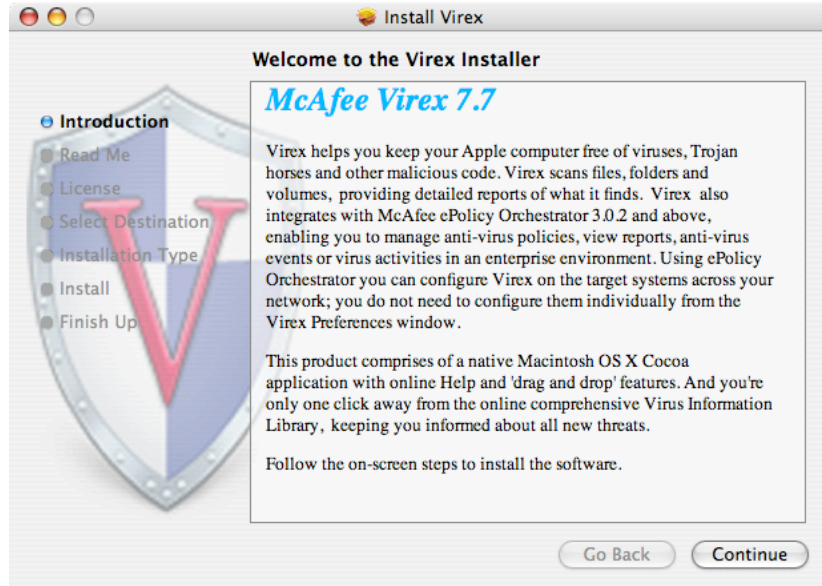 Install Virex
Welcome to the Virex Installer
Introduction
Read Me
License
Select Destination
Installation Type
Install
Finish Up
V
McAfee Virex 7.7
Virex helps you keep your Apple computer free of viruses, Trojan
horses and other malicious code. Virex scans files, folders and
volumes, providing detailed reports of what it finds. Virex also
integrates with McAfee ePolicy Orchestrator 3.0.2 and above,
enabling you to manage anti-virus policies, view reports, anti-virus
events or virus activities in an enterprise environment. Using ePolicy
Orchestrator you can configure Virex on the target systems across your
network; you do not need to configure them individually from the
Virex Preferences window.
This product comprises of a native Macintosh OS X Cocoa
application with online Help and 'drag and drop' features. And you're
only one click away from the online comprehensive Virus Information
Library, keeping you informed about all new threats.
Follow the on-screen steps to install the software.
Go Back
Continue